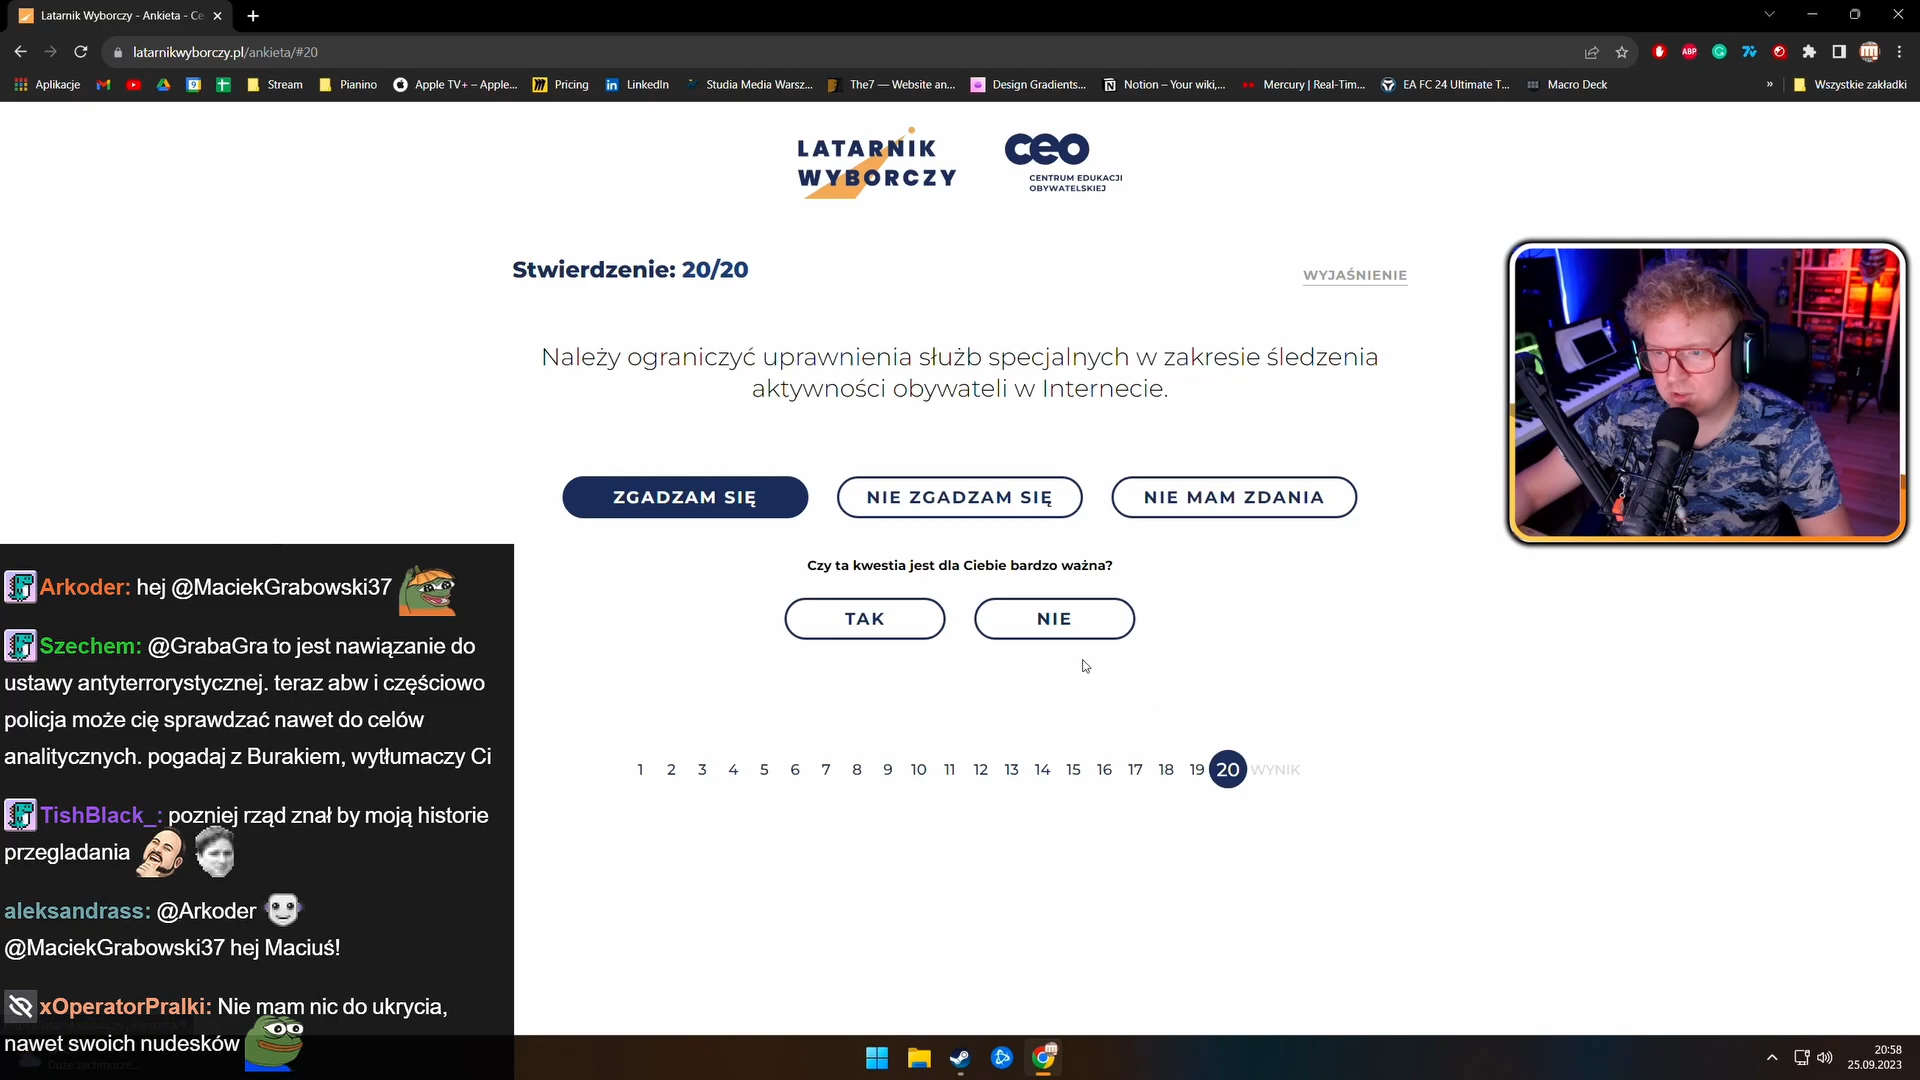 Latarnik Wyborczy - Ankieta - Ce
latarnikwyborczy.pl/ankieta/#20
Aplikacje
Stream
Pianino
Apple TV+ – Apple...
Pricing
LinkedIn
Studia Media Warsz...
The7 — Website an...
Design Gradients...
Notion – Your wiki,...
Mercury | Real-Tim...
EA FC 24 Ultimate T...
Macro Deck
»
Wszystkie zakładki
ABP
LATARNIK
WYBORCZY
ceo
CENTRUM EDUKACJI
OBYWATELSKIEJ
Stwierdzenie: 20/20
WYJAŚNIENIE
Należy ograniczyć uprawnienia służb specjalnych w zakresie śledzenia
aktywności obywateli w Internecie.
ZGADZAM SIĘ
NIE ZGADZAM SIĘ
NIE MAM ZDANIA
Czy ta kwestia jest dla Ciebie bardzo ważna?
TAK
NIE
1 2 3 4 5 6 7 8 9 10 11 12 13 14 15 16 17 18 19 20 WYNIK
Arkoder: hej @MaciekGrabowski37
Szechem: @GrabaGra to jest nawiązanie do
ustawy antyterrorystycznej. teraz abw i częściowo
policja może cię sprawdzać nawet do celów
analitycznych. pogadaj z Burakiem, wytłumaczy Ci
TishBlack_: pozniej rząd znał by moją historie
przegladania
aleksandrass: @Arkoder
@MaciekGrabowski37 hej Maciuś!
xOperatorPralki: Nie mam nic do ukrycia,
nawet swoich nudesków
Duże zachmurze...
20:58
25.09.2023